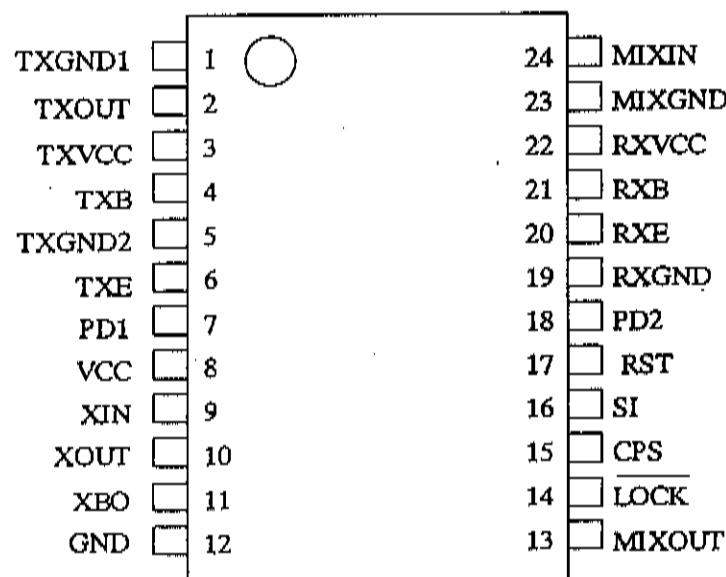 TXGND1 1 24 MIXIN
TXOUT 2 23 MIXGND
TXVCC 3 22 RXVCC
TXB 4 21 RXB
TXGND2 5 20 RXE
TXE 6 19 RXGND
PD1 7 18 PD2
VCC 8 17 RST
XIN 9 16 SI
XOUT 10 15 CPS
XBO 11 14 LOCK
GND 12 13 MIXOUT